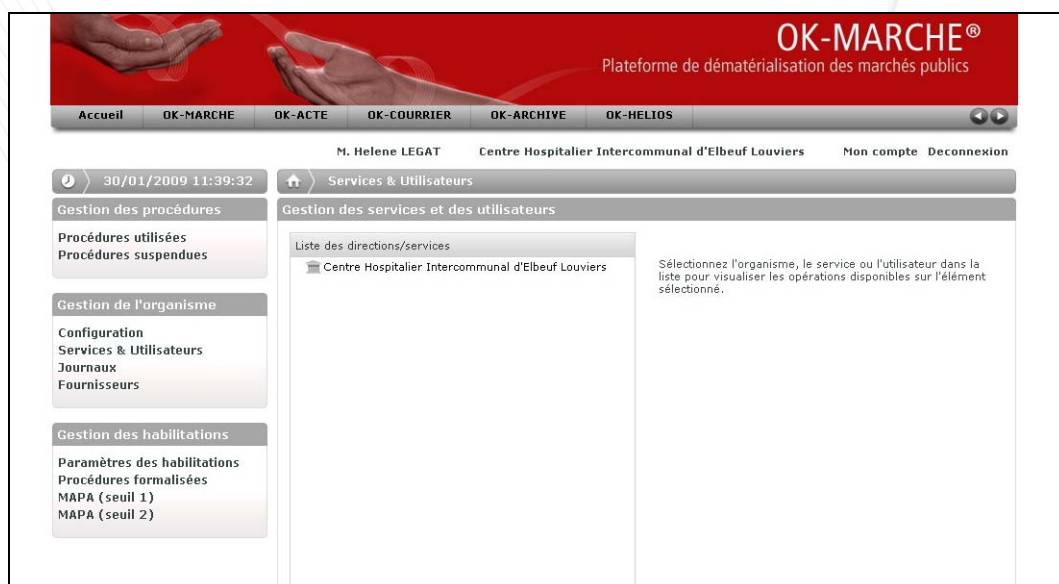 OK-MARCHE®
Plateforme de dématérialisation des marchés publics
Accueil OK-MARCHE OK-ACTE OK-COURRIER OK-ARCHIVE OK-HELIOS
M. Helene LEGAT Centre Hospitalier Intercommunal d'Elbeuf Louviers Mon compte Deconnexion
30/01/2009 11:39:32
Services & Utilisateurs
Gestion des procédures
Procédures utilisées
Procédures suspendues
Gestion de l'organisme
Configuration
Services & Utilisateurs
Journaux
Fournisseurs
Gestion des habilitations
Paramètres des habilitations
Procédures formalisées
MAPA (seuil 1)
MAPA (seuil 2)
Gestion des services et des utilisateurs
Liste des directions/services
Centre Hospitalier Intercommunal d'Elbeuf Louviers
Sélectionnez l'organisme, le service ou l'utilisateur dans la
liste pour visualiser les opérations disponibles sur l'élément
sélectionné.